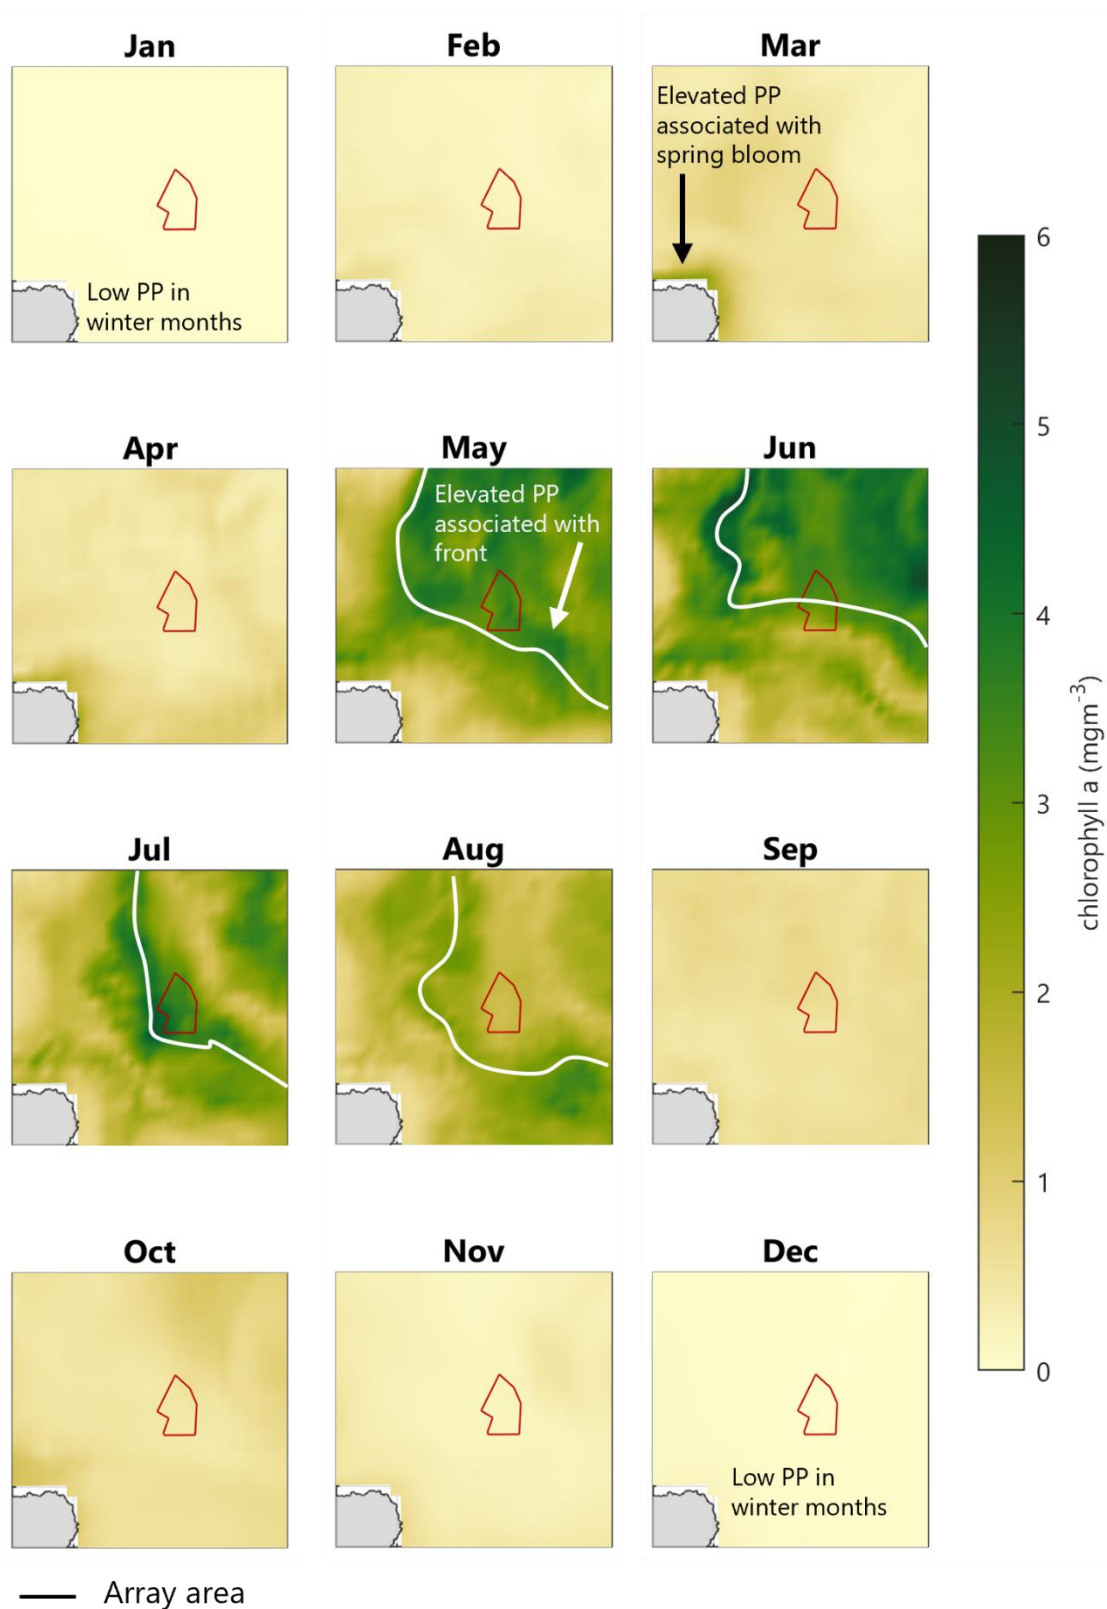 Jan
Feb
Mar
Elevated PP
associated with
spring bloom
Low PP in
winter months
Apr
May
Jun
Elevated PP
associated with
front
Jul
Aug
Sep
Oct
Nov
Dec
Low PP in
winter months
6
5
4
3
2
1
0
chlorophyll a (mgm⁻³)
Array area